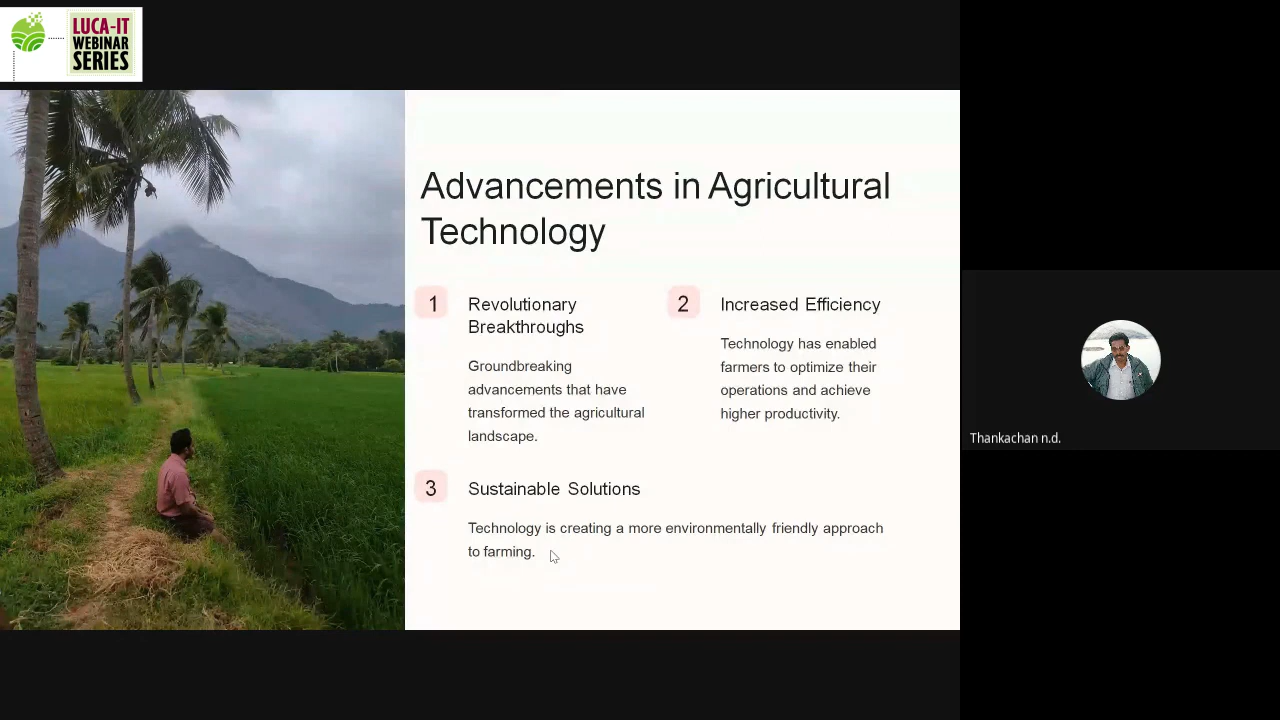 LUCA-IT
WEBINAR
SERIES
Advancements in Agricultural
Technology
1
Revolutionary
Breakthroughs
Groundbreaking
advancements that have
transformed the agricultural
landscape.
2
Increased Efficiency
Technology has enabled
farmers to optimize their
operations and achieve
higher productivity.
3
Sustainable Solutions
Technology is creating a more environmentally friendly approach
to farming.
Thankachan n.d.